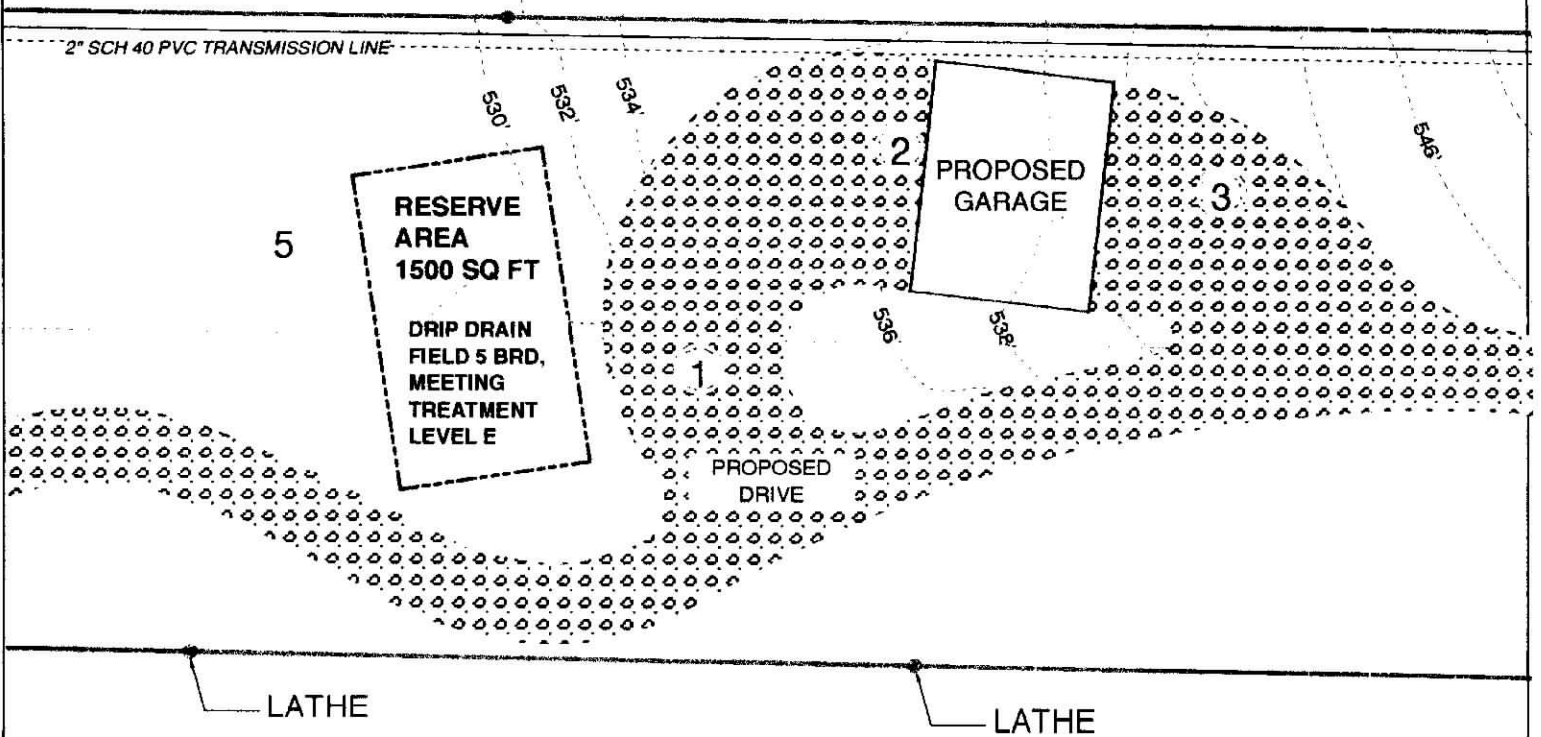 2" SCH 40 PVC TRANSMISSION LINE
530'
532'
534'
546'
2
PROPOSED
GARAGE
3
5
RESERVE
AREA
1500 SQ FT
DRIP DRAIN
FIELD 5 BRD,
MEETING
TREATMENT
LEVEL E
536'
538'
1
PROPOSED
DRIVE
LATHE
LATHE